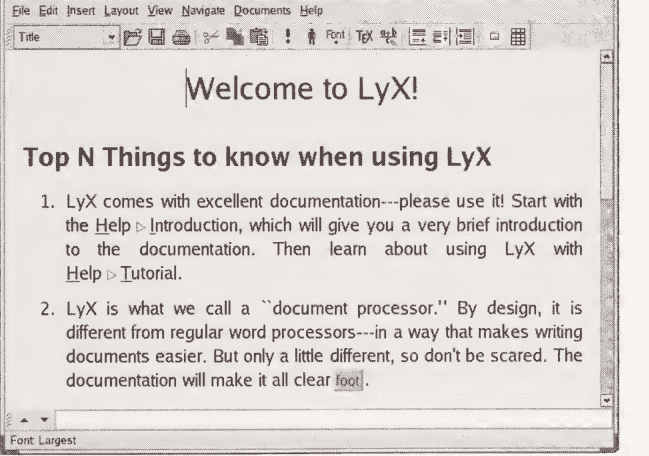 File Edit Insert Layout View Navigate Documents Help
Title Font TEX
Welcome to LyX!
Top N Things to know when using LyX
1. LyX comes with excellent documentation---please use it! Start with
the Help ▷ Introduction, which will give you a very brief introduction
to the documentation. Then learn about using LyX with
Help ▷ Tutorial.
2. LyX is what we call a ``document processor.'' By design, it is
different from regular word processors---in a way that makes writing
documents easier. But only a little different, so don't be scared. The
documentation will make it all clear foot.
Font: Largest